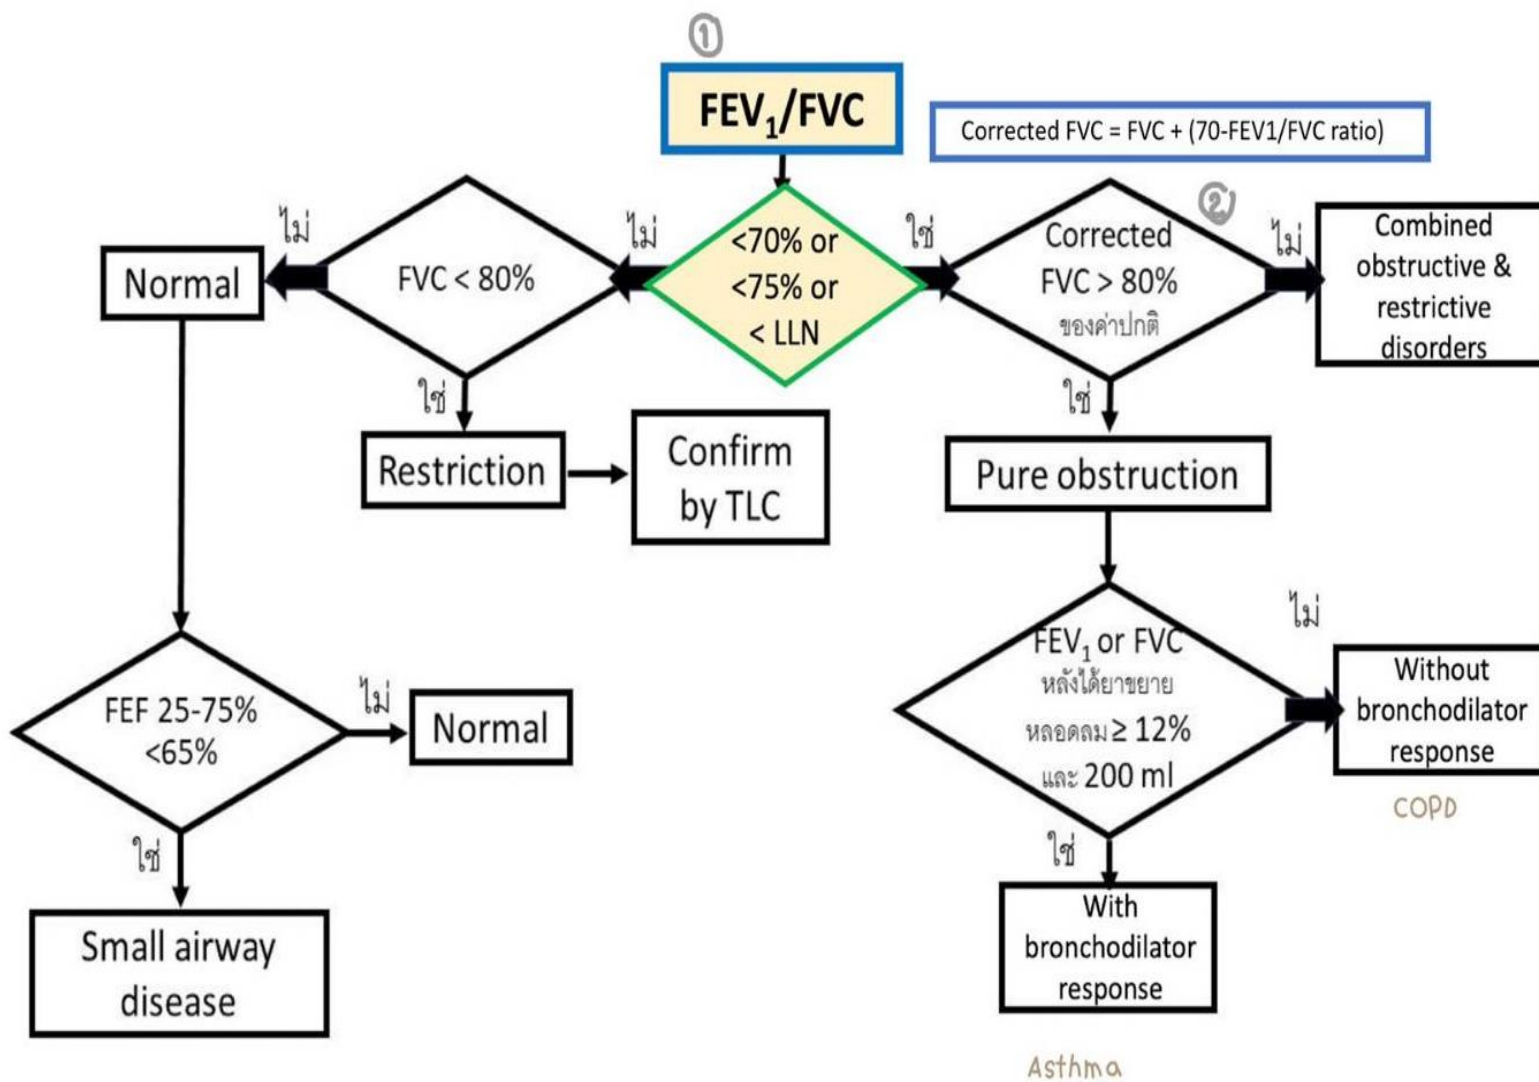 ①
FEV₁/FVC
Corrected FVC = FVC + (70-FEV1/FVC ratio)
<70% or
<75% or
< LLN
ไม่
FVC < 80%
ไม่
Normal
ใช่
Restriction
Confirm
by TLC
ใช่
②
Corrected
FVC > 80%
ของค่าปกติ
ไม่
Combined
obstructive &
restrictive
disorders
ใช่
Pure obstruction
FEV₁ or FVC
หลังได้ยาขยาย
หลอดลม ≥ 12%
และ 200 ml
ไม่
Without
bronchodilator
response
COPD
ใช่
With
bronchodilator
response
Asthma
FEF 25-75%
<65%
ไม่
Normal
ใช่
Small airway
disease